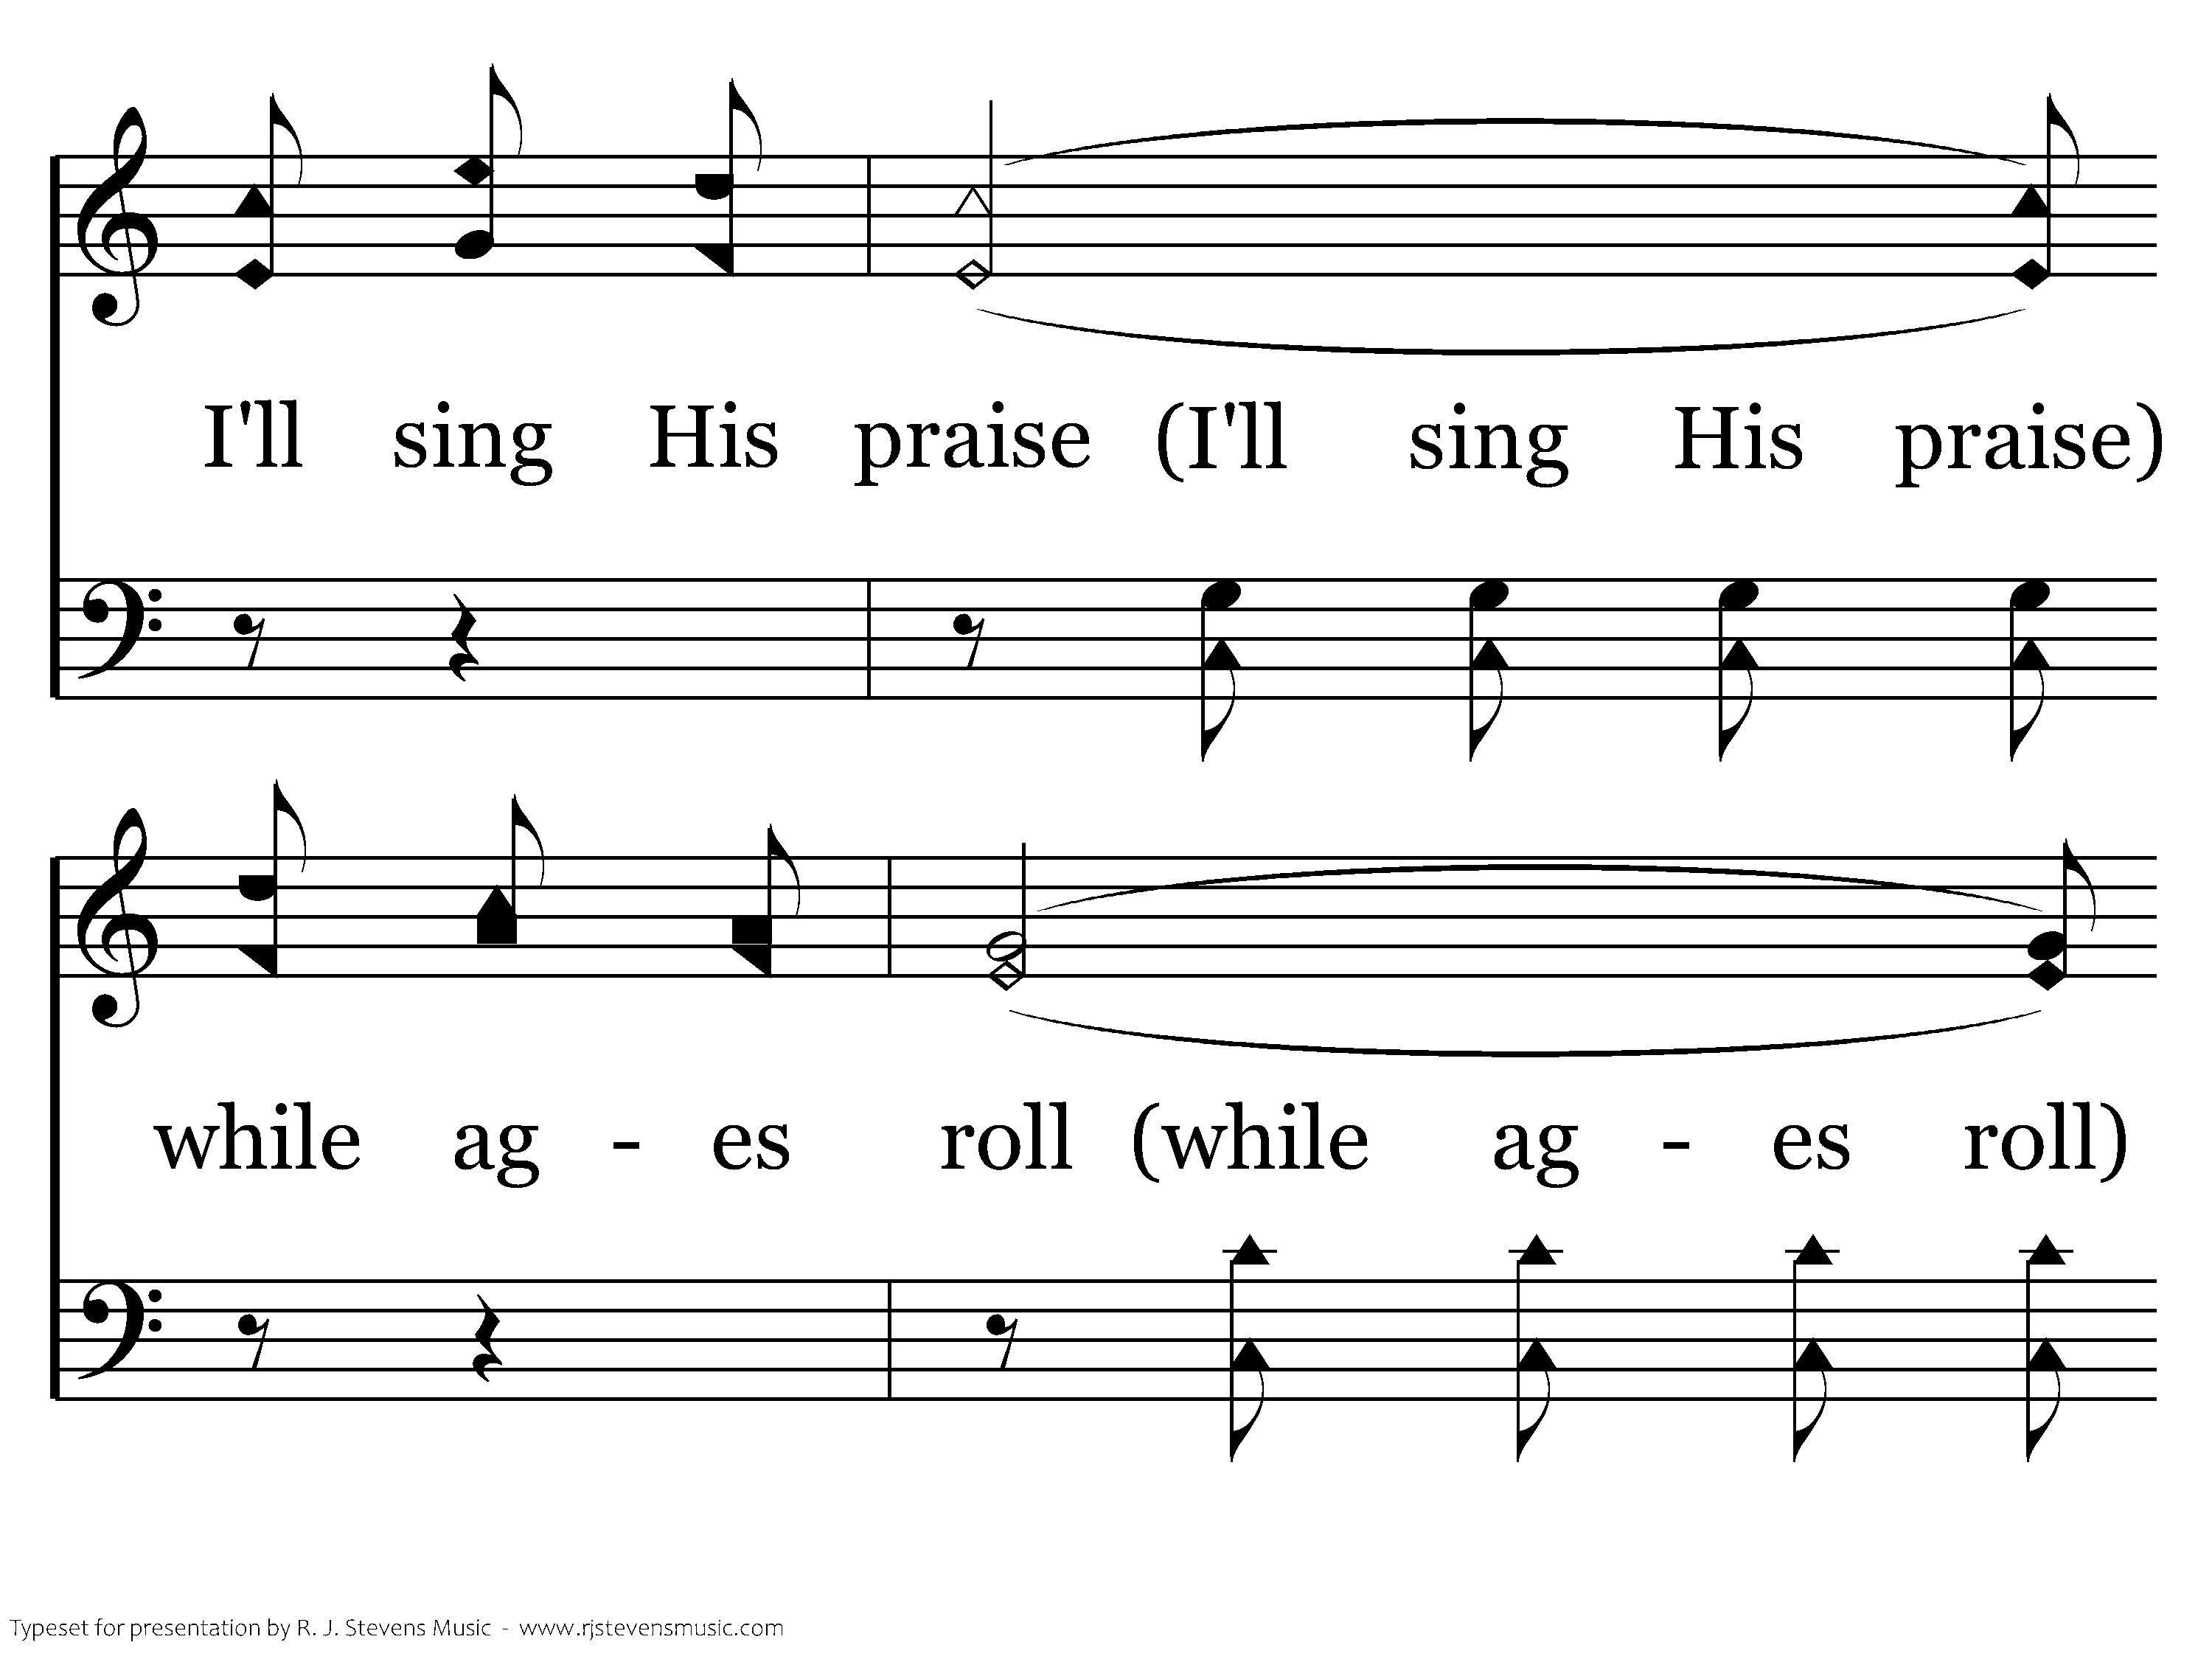 I'll sing His praise (I'll sing His praise)
while ag - es roll (while ag - es roll)
Typeset for presentation by R. J. Stevens Music - www.rjstevensmusic.com